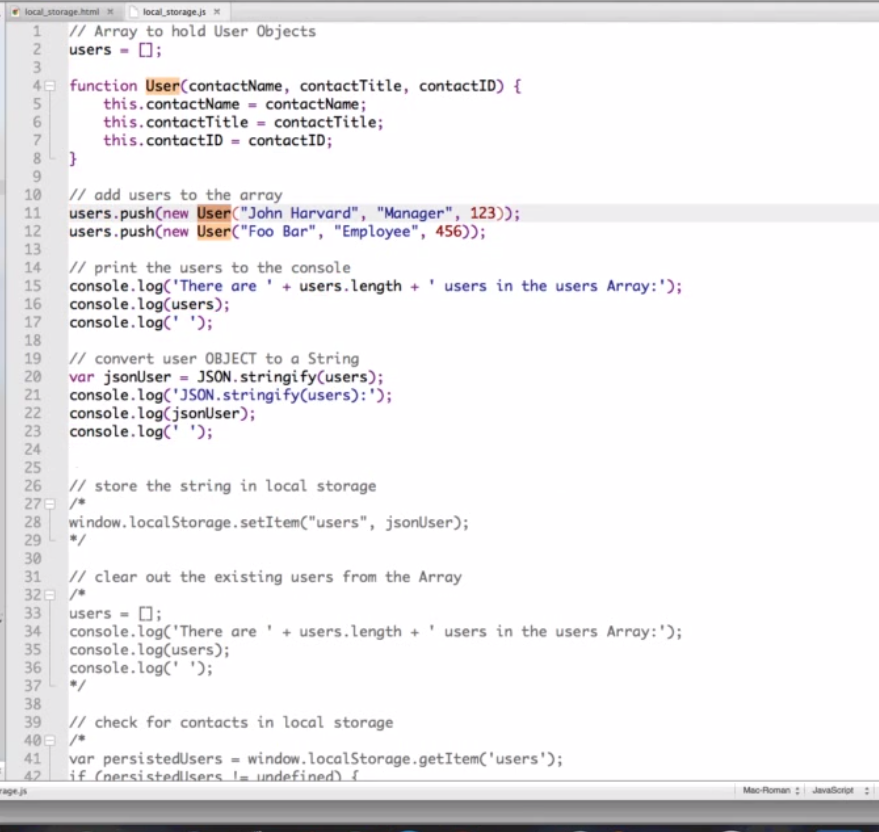 local_storage.html
local_storage.js
1 // Array to hold User Objects
2 users = [];
3
4 function User(contactName, contactTitle, contactID) {
5 this.contactName = contactName;
6 this.contactTitle = contactTitle;
7 this.contactID = contactID;
8 }
9
10 // add users to the array
11 users.push(new User("John Harvard", "Manager", 123));
12 users.push(new User("Foo Bar", "Employee", 456));
13
14 // print the users to the console
15 console.log('There are ' + users.length + ' users in the users Array:');
16 console.log(users);
17 console.log(' ');
18
19 // convert user OBJECT to a String
20 var jsonUser = JSON.stringify(users);
21 console.log('JSON.stringify(users):');
22 console.log(jsonUser);
23 console.log(' ');
24
25
26 // store the string in local storage
27 /*
28 window.localStorage.setItem("users", jsonUser);
29 */
30
31 // clear out the existing users from the Array
32 /*
33 users = [];
34 console.log('There are ' + users.length + ' users in the users Array:');
35 console.log(users);
36 console.log(' ');
37 */
38
39 // check for contacts in local storage
40 /*
41 var persistedUsers = window.localStorage.getItem('users');
42 if (persistedUsers != undefined) {
rage.js
Mac-Roman
JavaScript